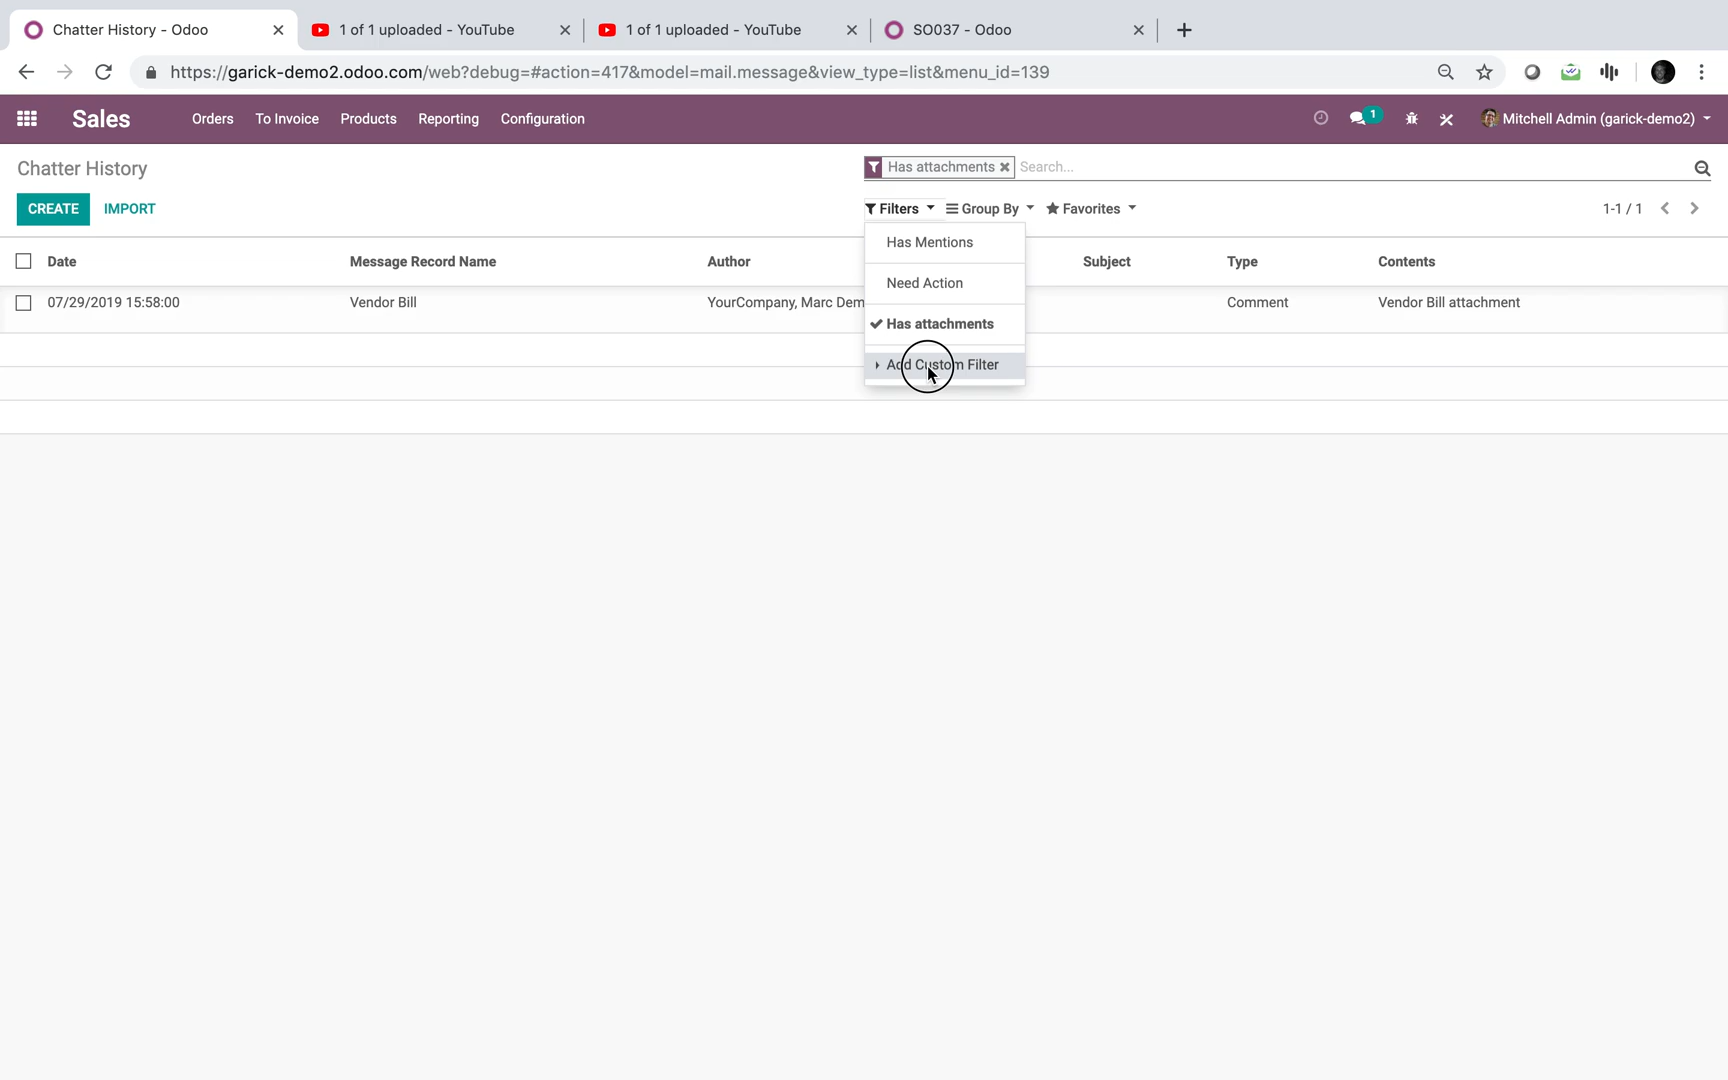 Chatter History - Odoo
1 of 1 uploaded - YouTube
1 of 1 uploaded - YouTube
SO037 - Odoo
https://garick-demo2.odoo.com/web?debug=#action=417&model=mail.message&view_type=list&menu_id=139
Sales Orders To Invoice Products Reporting Configuration 1 Mitchell Admin (garick-demo2)
Chatter History
Has attachments Search...
CREATE IMPORT
Filters Group By Favorites 1-1 / 1
Has Mentions
Need Action
Has attachments
Add Custom Filter
Date Message Record Name Author Subject Type Contents
07/29/2019 15:58:00 Vendor Bill YourCompany, Marc Dem Comment Vendor Bill attachment